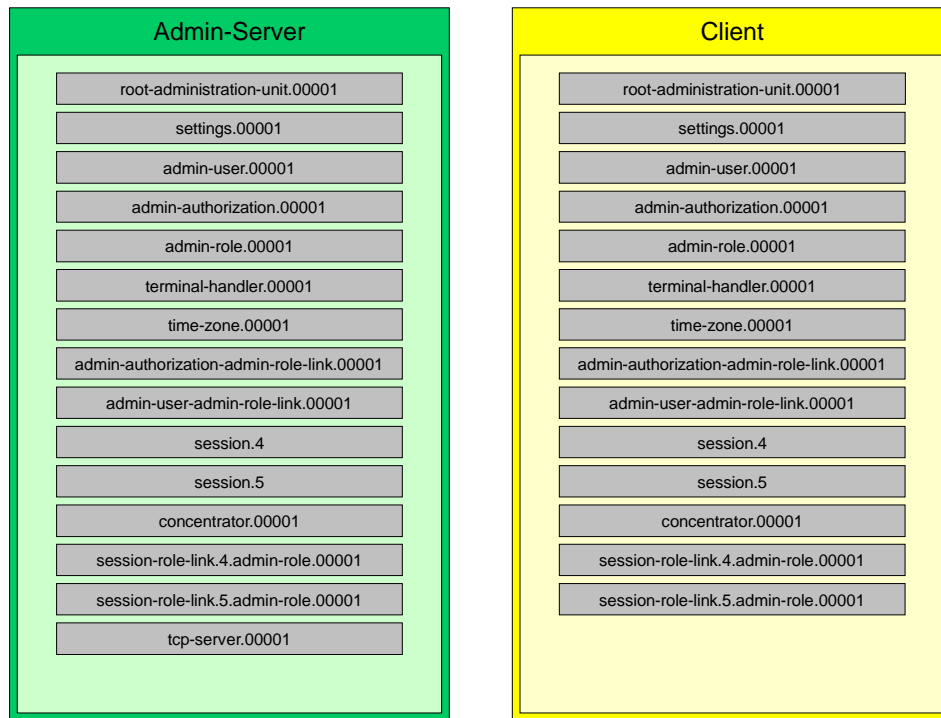 Admin-Server
root-administration-unit.00001
settings.00001
admin-user.00001
admin-authorization.00001
admin-role.00001
terminal-handler.00001
time-zone.00001
admin-authorization-admin-role-link.00001
admin-user-admin-role-link.00001
session.4
session.5
concentrator.00001
session-role-link.4.admin-role.00001
session-role-link.5.admin-role.00001
tcp-server.00001
Client
root-administration-unit.00001
settings.00001
admin-user.00001
admin-authorization.00001
admin-role.00001
terminal-handler.00001
time-zone.00001
admin-authorization-admin-role-link.00001
admin-user-admin-role-link.00001
session.4
session.5
concentrator.00001
session-role-link.4.admin-role.00001
session-role-link.5.admin-role.00001